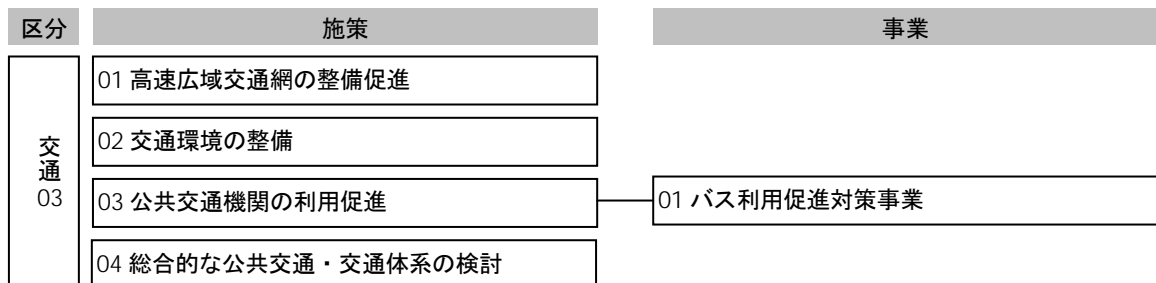 区分 施策 事業
01 高速広域交通網の整備促進
02 交通環境の整備
交通
03
03 公共交通機関の利用促進 01 バス利用促進対策事業
04 総合的な公共交通・交通体系の検討